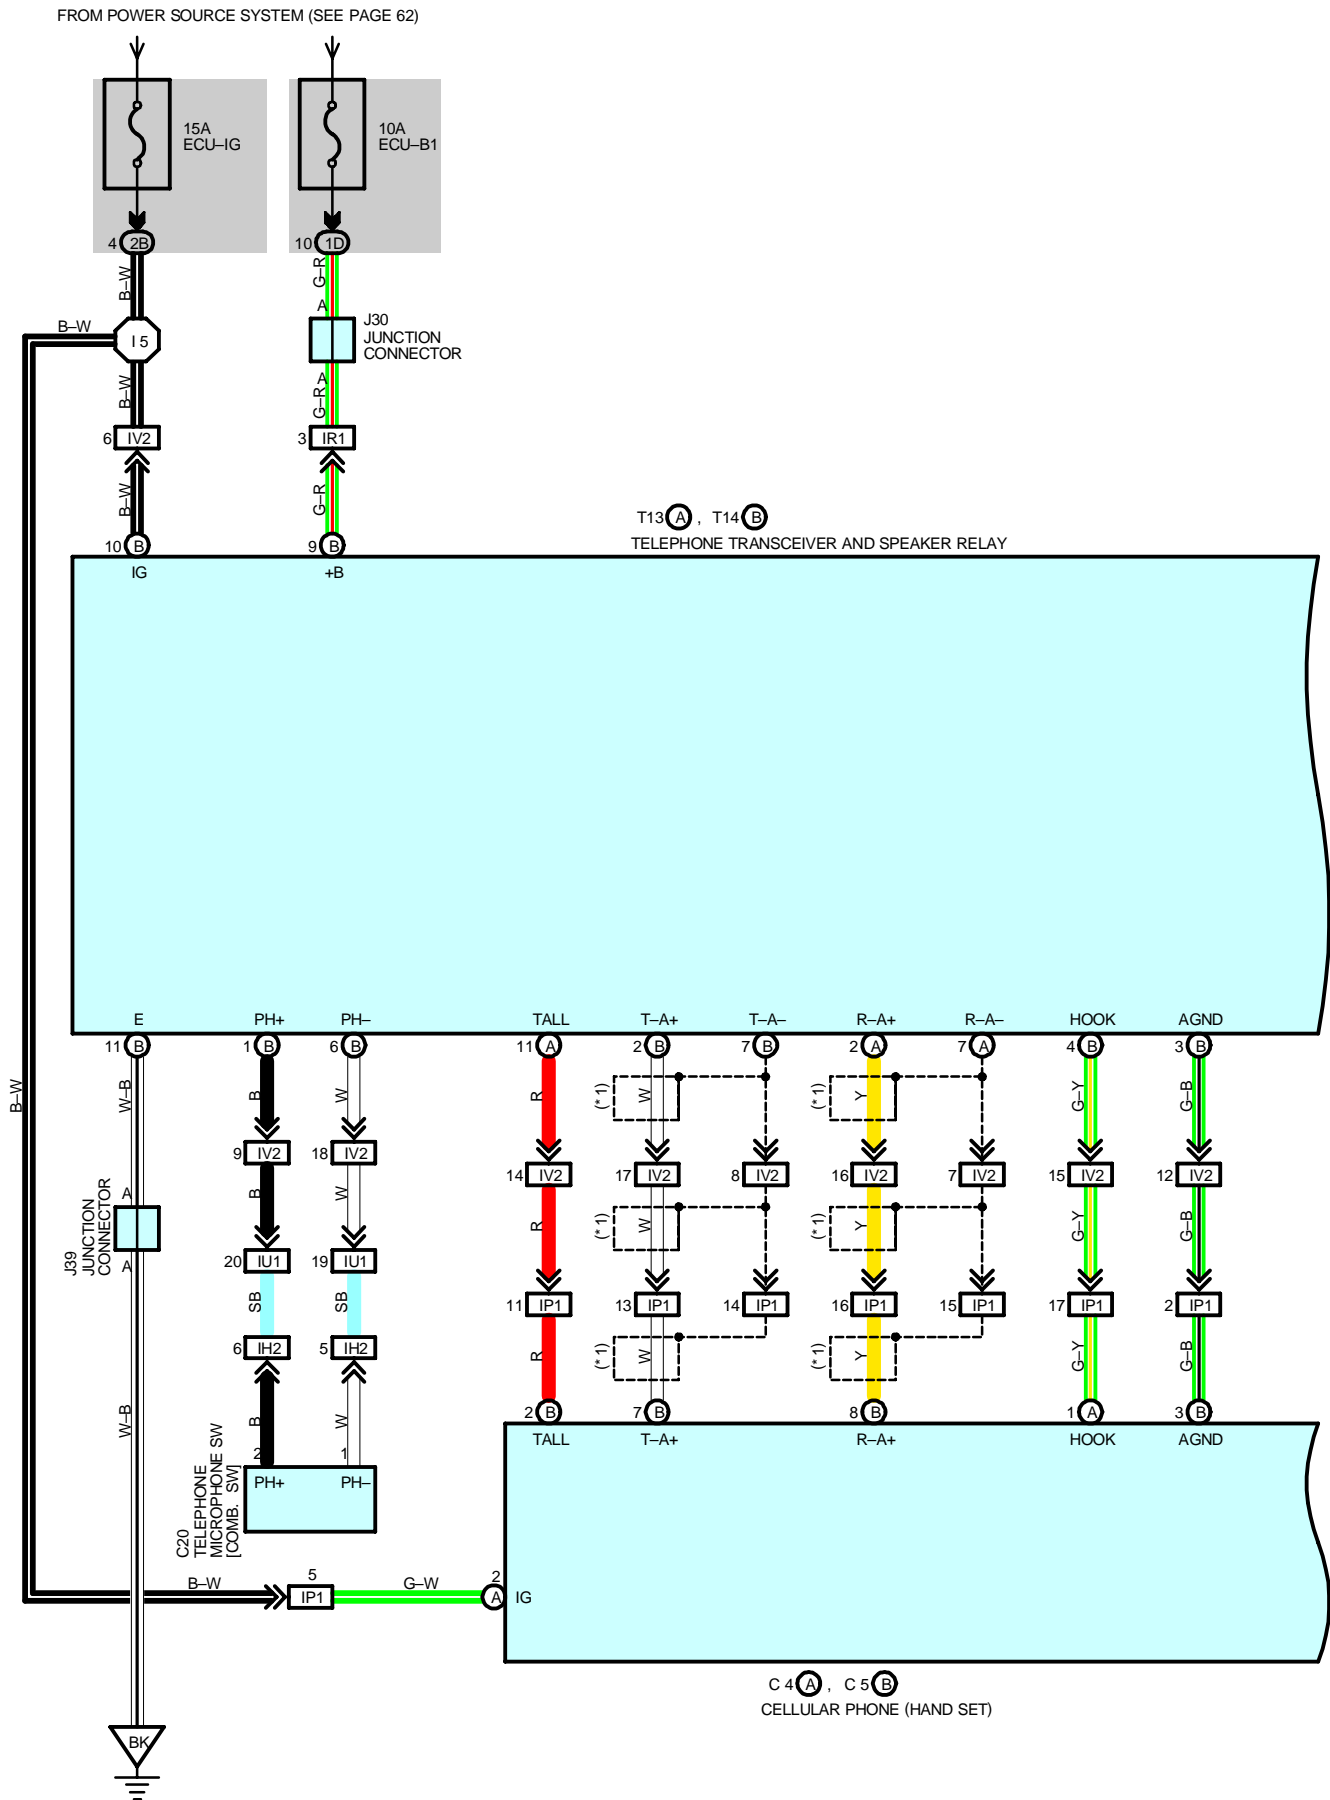 FROM POWER SOURCE SYSTEM (SEE PAGE 62)
15A
ECU–IG
10A
ECU–B1
4 2B
10 1D
B–W
G–R
A
B–W
I 5
J30
JUNCTION
CONNECTOR
B–W
A
G–R
6 IV2
3 IR1
B–W
G–R
T13 A , T14 B
TELEPHONE TRANSCEIVER AND SPEAKER RELAY
10 B
9 B
IG
+B
E
PH+
PH–
TALL
T–A+
T–A–
R–A+
R–A–
HOOK
AGND
11 B
1 B
6 B
11 A
2 B
7 B
2 A
7 A
4 B
3 B
B–W
W–B
B
W
R
(*1)
W
(*1)
Y
G–Y
G–B
9 IV2
18 IV2
14 IV2
17 IV2
8 IV2
16 IV2
7 IV2
15 IV2
12 IV2
A
J39
JUNCTION
CONNECTOR
A
B
W
R
(*1)
W
(*1)
Y
G–Y
G–B
20 IU1
19 IU1
11 IP1
13 IP1
14 IP1
16 IP1
15 IP1
17 IP1
2 IP1
SB
SB
6 IH2
5 IH2
R
(*1)
W
(*1)
Y
G–Y
G–B
W–B
B
W
2 B
7 B
8 B
1 A
3 B
TALL
T–A+
R–A+
HOOK
AGND
2
1
PH+
PH–
C20
TELEPHONE
MICROPHONE SW
[COMB. SW]
B–W
5
IP1
G–W
2
A
IG
C 4 A , C 5 B
CELLULAR PHONE (HAND SET)
BK